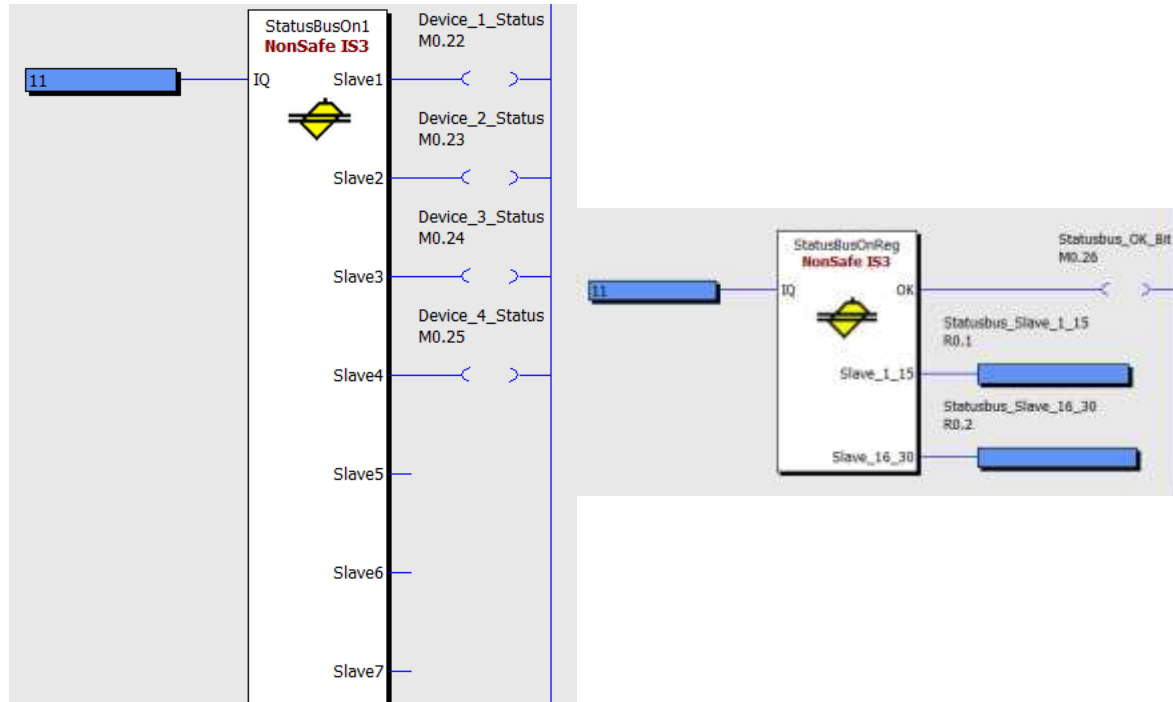 StatusBusOn1
NonSafe IS3
11
IQ
Slave1
Device_1_Status
M0.22
Device_2_Status
M0.23
Slave2
Device_3_Status
M0.24
Slave3
Device_4_Status
M0.25
Slave4
Slave5
Slave6
Slave7
StatusBusOnReg
NonSafe IS3
11
IQ
OK
Statusbus_OK_Bit
M0.26
Statusbus_Slave_1_15
R0.1
Slave_1_15
Statusbus_Slave_16_30
R0.2
Slave_16_30